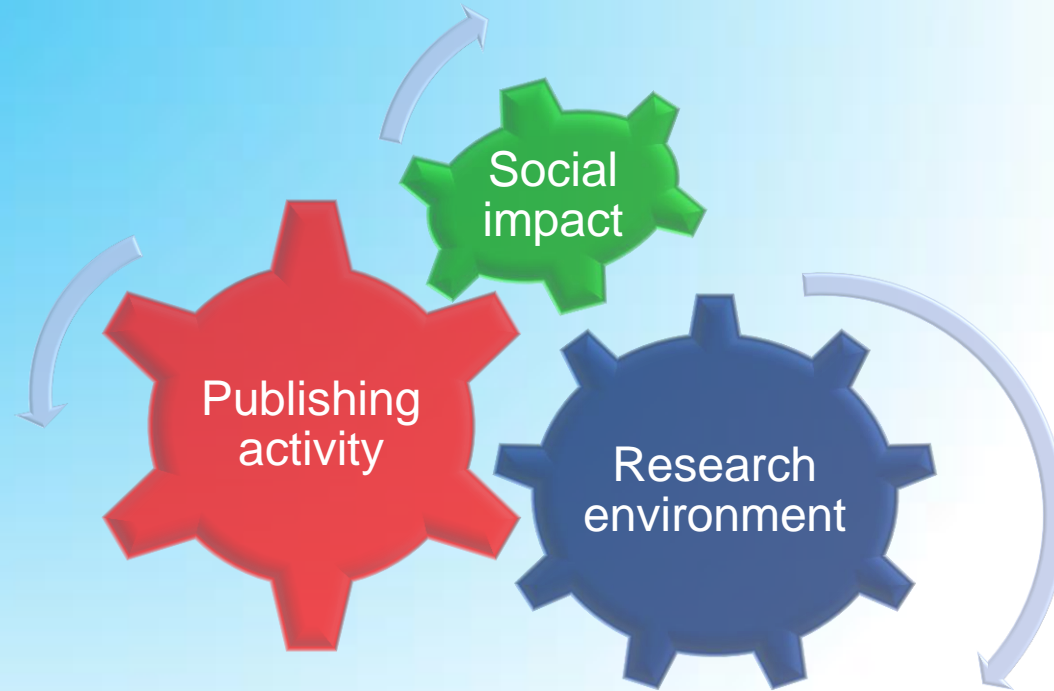 Social
impact
Publishing
activity
Research
environment